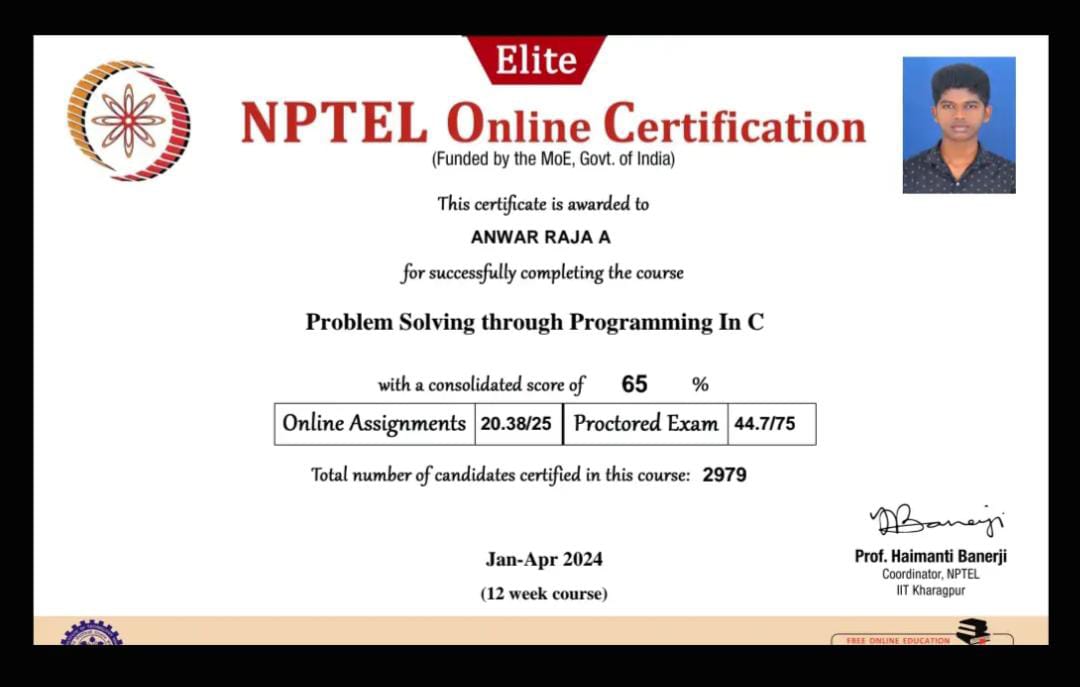 Elite
NPTEL Online Certification
(Funded by the MoE, Govt. of India)
This certificate is awarded to
ANWAR RAJA A
for successfully completing the course
Problem Solving through Programming In C
with a consolidated score of 65 %
Online Assignments 20.38/25 Proctored Exam 44.7/75
Total number of candidates certified in this course: 2979
Prof. Haimanti Banerji
Coordinator, NPTEL
IIT Kharagpur
Jan-Apr 2024
(12 week course)
FREE ONLINE EDUCATION